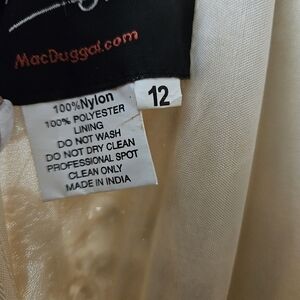 MacDuggal.com
12
100%Nylon
100% POLYESTER
LINING
DO NOT WASH
DO NOT DRY CLEAN
PROFESSIONAL SPOT
CLEAN ONLY
MADE IN INDIA